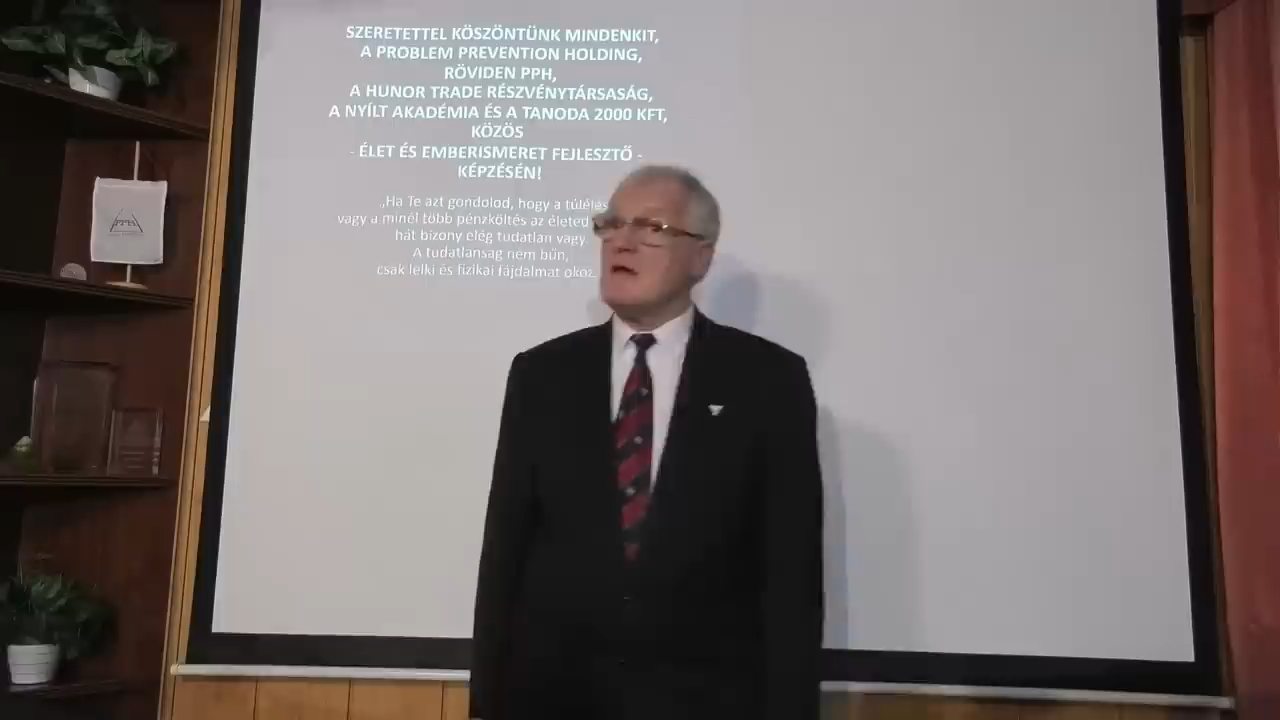 SZERETETTEL KÖSZÖNTÜNK MINDENKIT,
A PROBLEM PREVENTION HOLDING,
RÖVIDEN PPH,
A HUNOR TRADE RÉSZVÉNYTÁRSASÁG,
A NYÍLT AKADÉMIA ÉS A TANODA 2000 KFT,
KÖZÖS
- ÉLET ÉS EMBERISMERET FEJLESZTŐ -
KÉPZÉSÉN!
„Ha Te azt gondolod, hogy a túlélés
vagy a minél több pénzköltés az életed
hát bizony elég tudatlan vagy.
A tudatlanság nem bűn,
csak lelki és fizikai fájdalmat okoz.